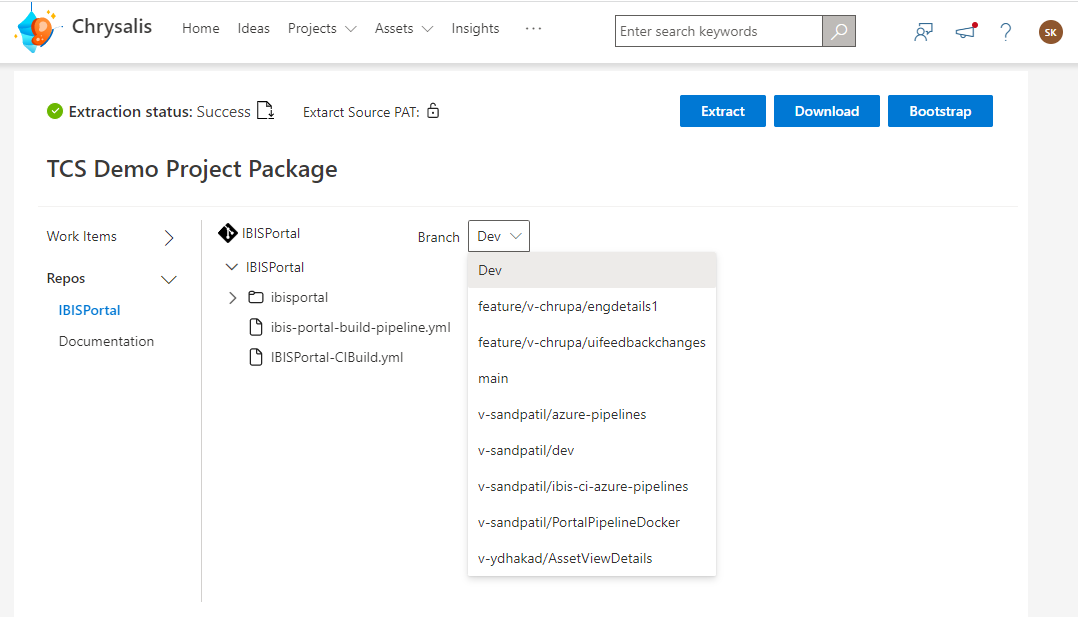 Chrysalis Home Ideas Projects Assets Insights ··· Enter search keywords SK
Extraction status: Success Extarct Source PAT: Extract Download Bootstrap
TCS Demo Project Package
Work Items
Repos
IBISPortal
Documentation
IBISPortal
Branch Dev
IBISPortal
ibisportal
ibis-portal-build-pipeline.yml
IBISPortal-CIBuild.yml
Dev
feature/v-chrupa/engdetails1
feature/v-chrupa/uifeedbackchanges
main
v-sandpatil/azure-pipelines
v-sandpatil/dev
v-sandpatil/ibis-ci-azure-pipelines
v-sandpatil/PortalPipelineDocker
v-ydhakad/AssetViewDetails